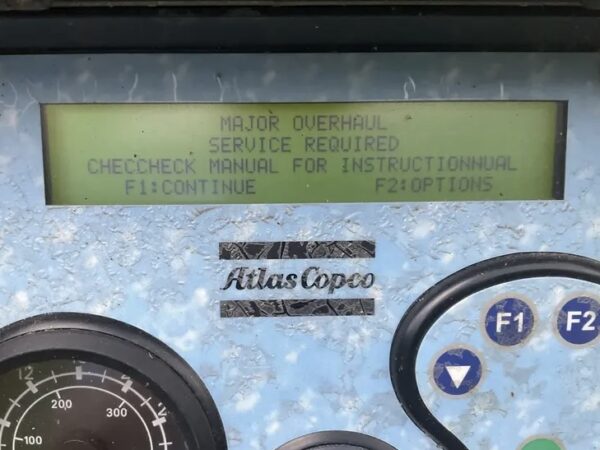 MAJOR OVERHAUL
SERVICE REQUIRED
CHECCHECK MANUAL FOR INSTRUCTIONNUAL
F1:CONTINUE F2:OPTIONS
Atlas Copco
F1 F2
12
200 300
100